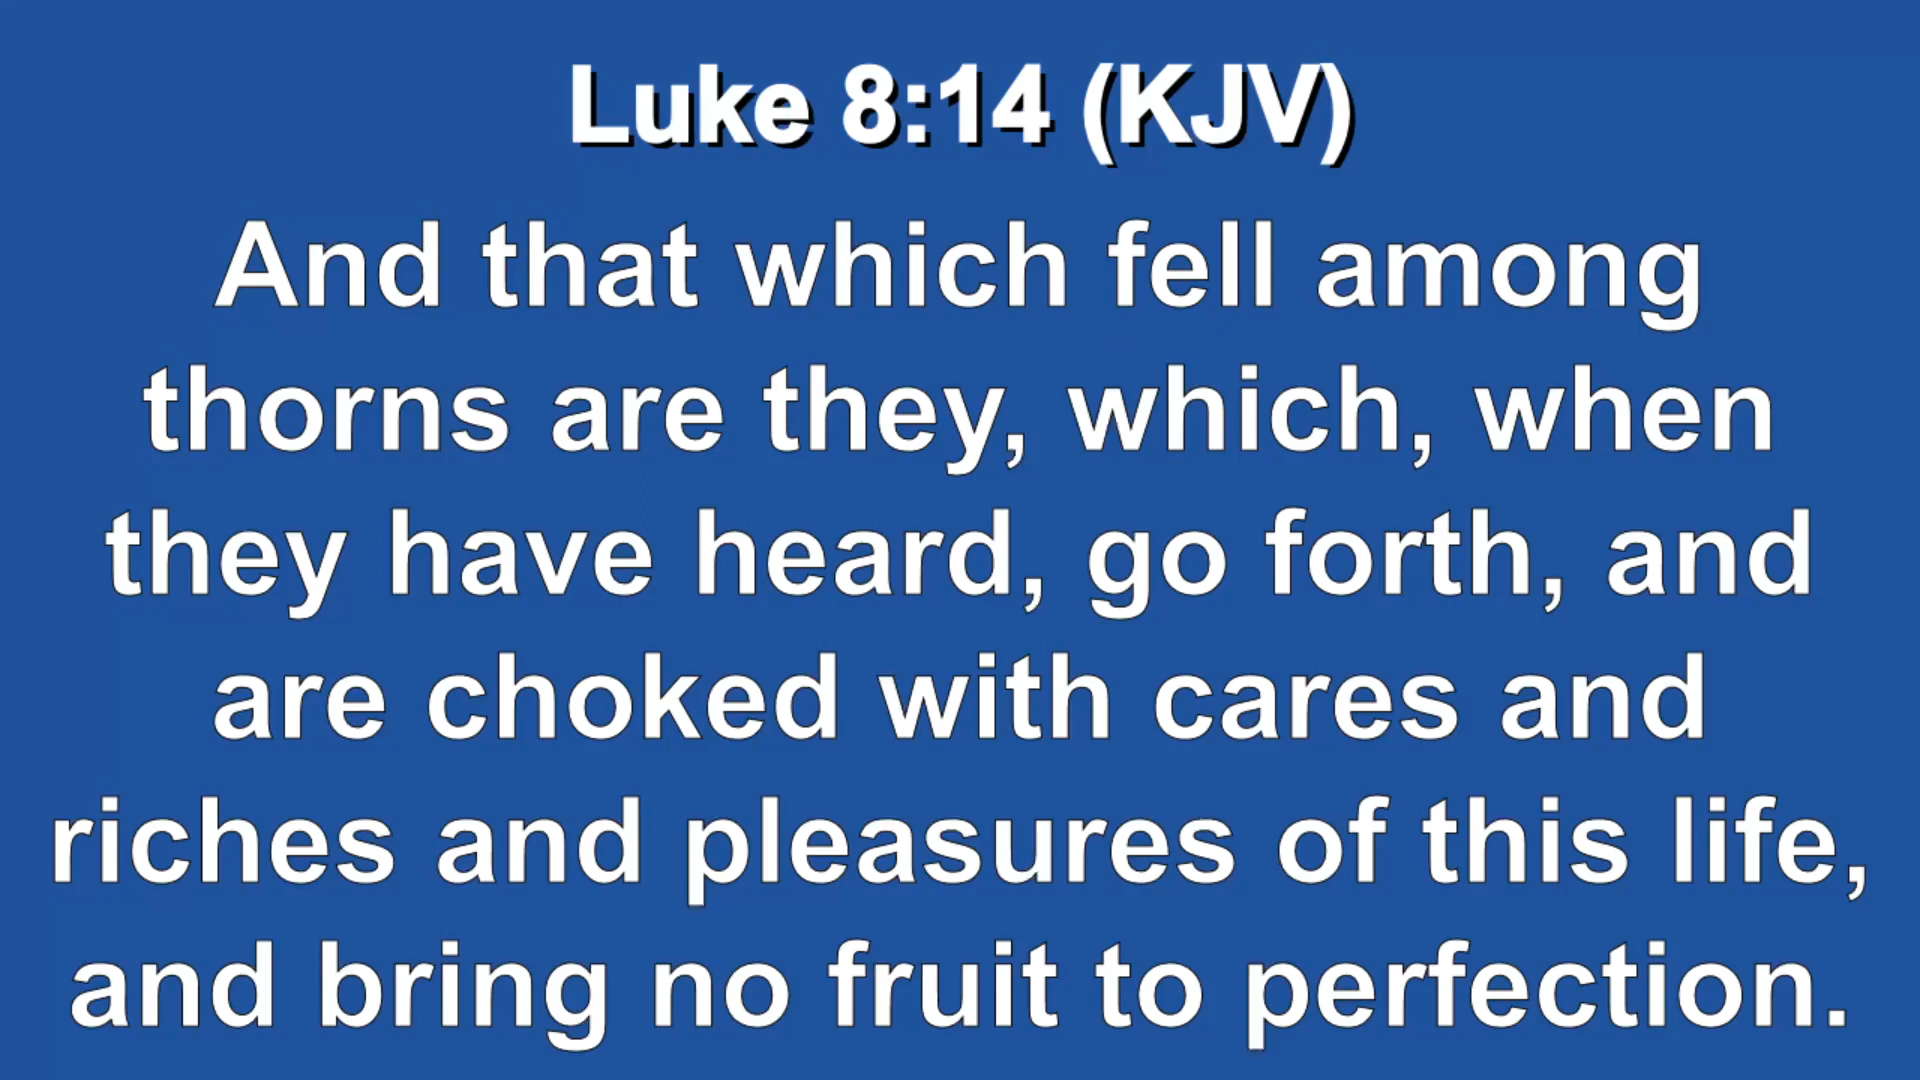 Luke 8:14 (KJV)
And that which fell among
thorns are they, which, when
they have heard, go forth, and
are choked with cares and
riches and pleasures of this life,
and bring no fruit to perfection.